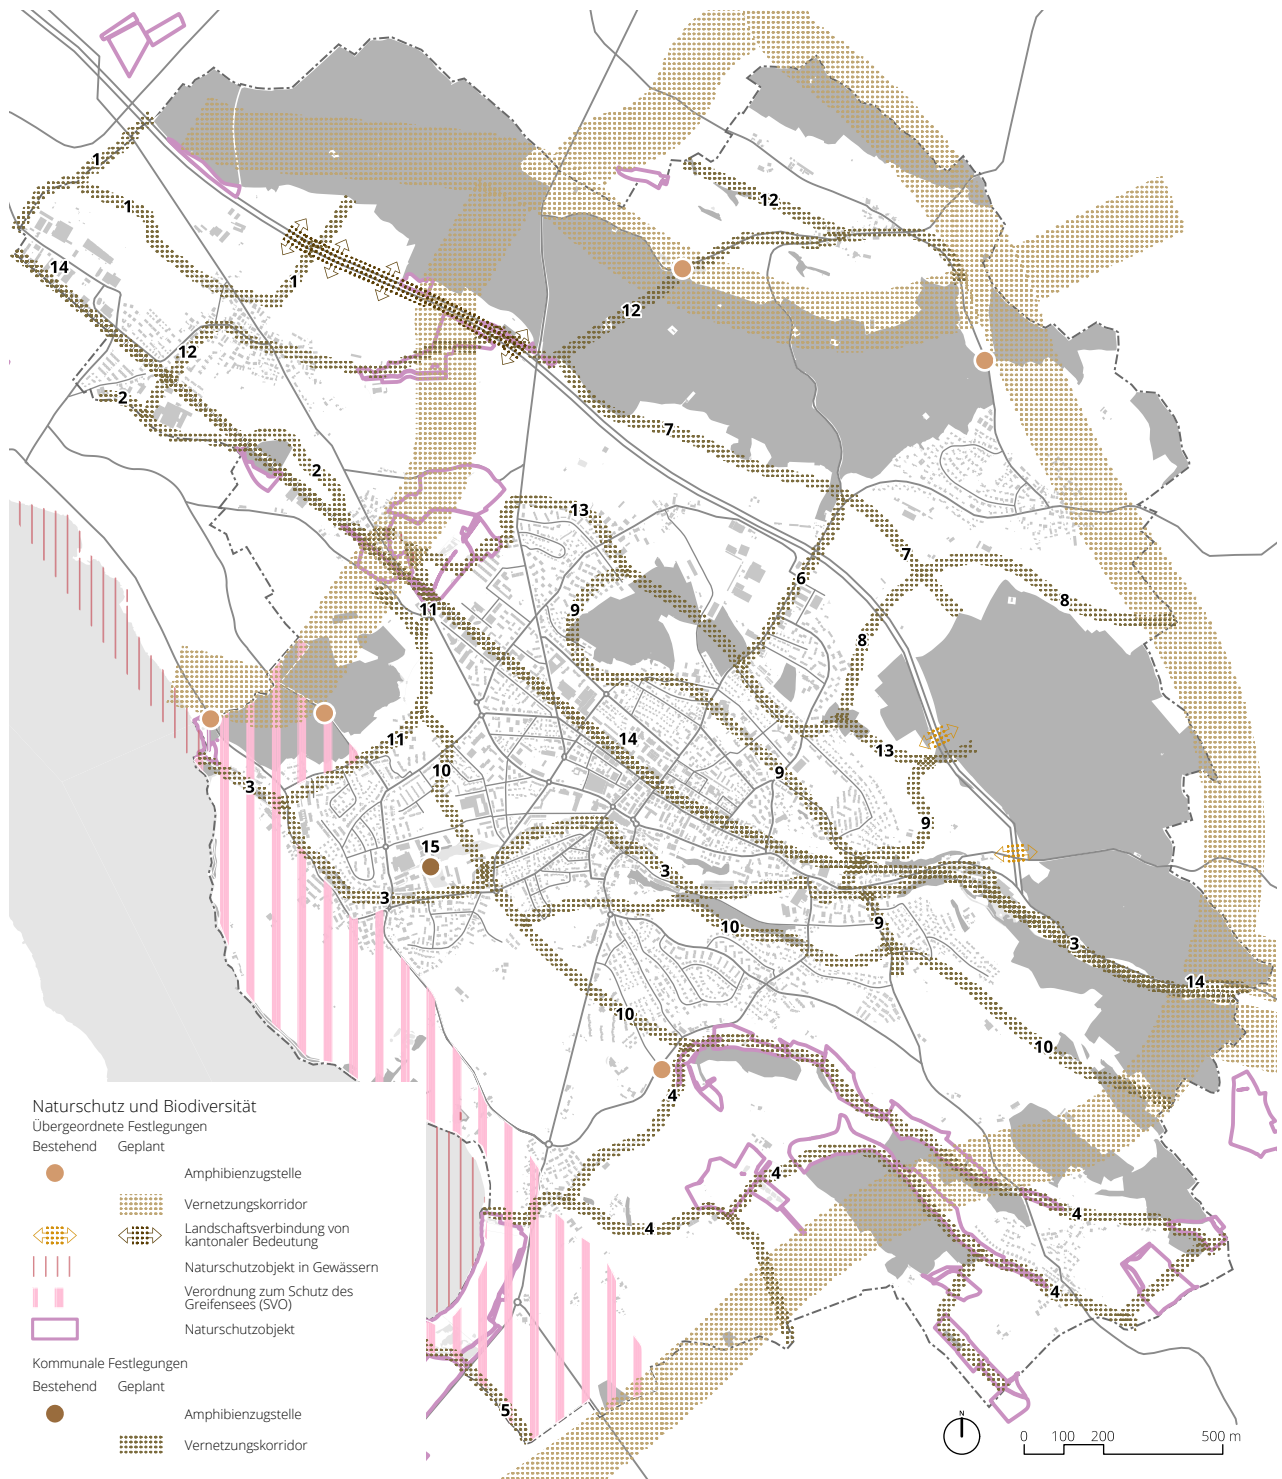 1
1
12
14
1
12
12
2
7
2
13
7
6
9
8
11
8
14
11
13
10
9
3
9
15
3
3
9
10
3
14
10
10
4
4
4
4
4
5
Naturschutz und Biodiversität
Übergeordnete Festlegungen
Bestehend Geplant
Amphibienzugstelle
Vernetzungskorridor
Landschaftsverbindung von
kantonaler Bedeutung
Naturschutzobjekt in Gewässern
Verordnung zum Schutz des
Greifensees (SVO)
Naturschutzobjekt
Kommunale Festlegungen
Bestehend Geplant
Amphibienzugstelle
Vernetzungskorridor
N
0 100 200 500 m